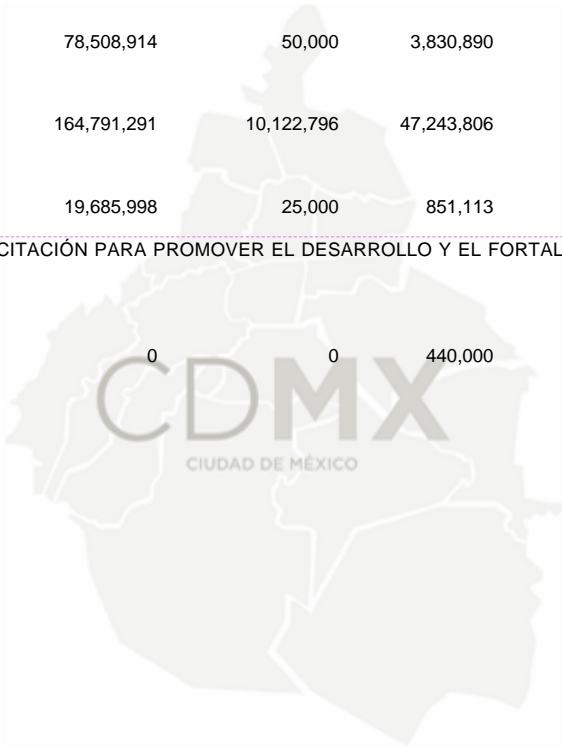 78,508,914 50,000 3,830,890
164,791,291 10,122,796 47,243,806
19,685,998 25,000 851,113
CITACIÓN PARA PROMOVER EL DESARROLLO Y EL FORTAL
0 0 440,000
CDMX
CIUDAD DE MÉXICO